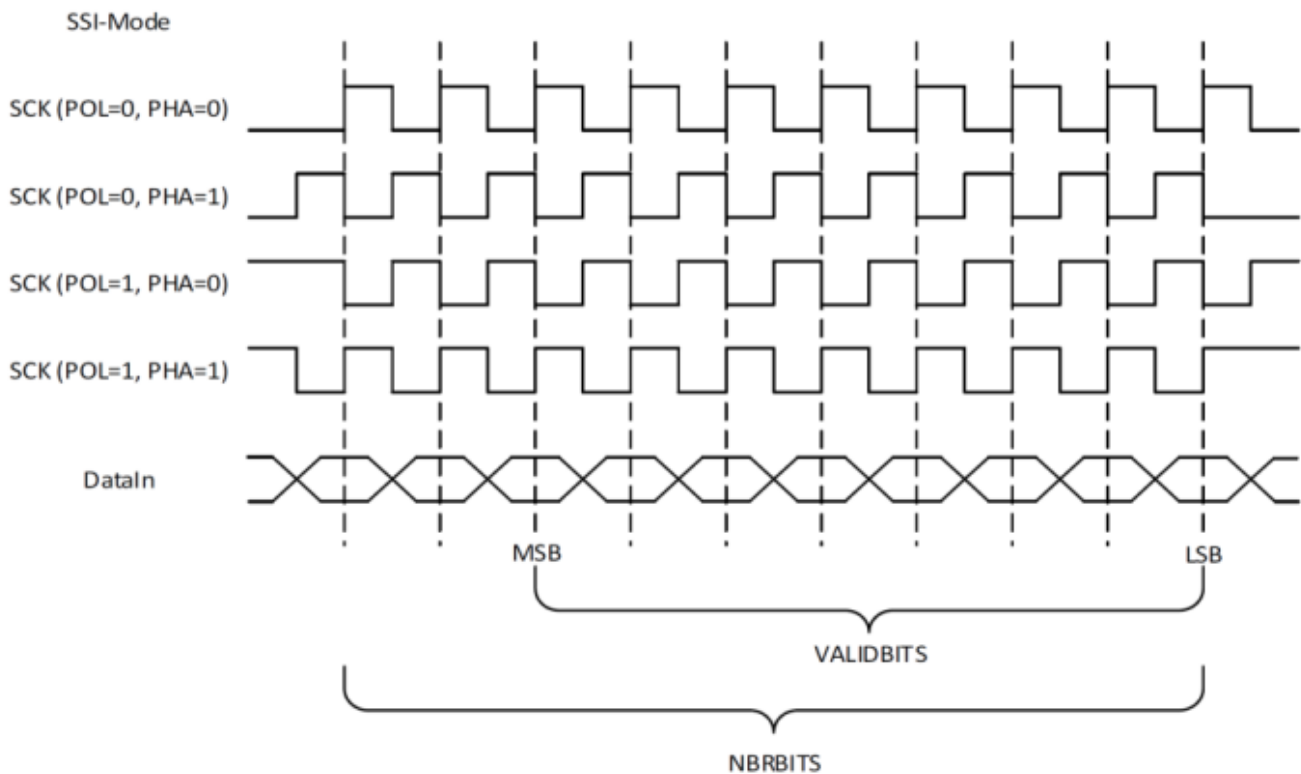 SSI-Mode
SCK (POL=0, PHA=0)
SCK (POL=0, PHA=1)
SCK (POL=1, PHA=0)
SCK (POL=1, PHA=1)
DataIn
MSB
LSB
VALIDBITS
NBRBITS